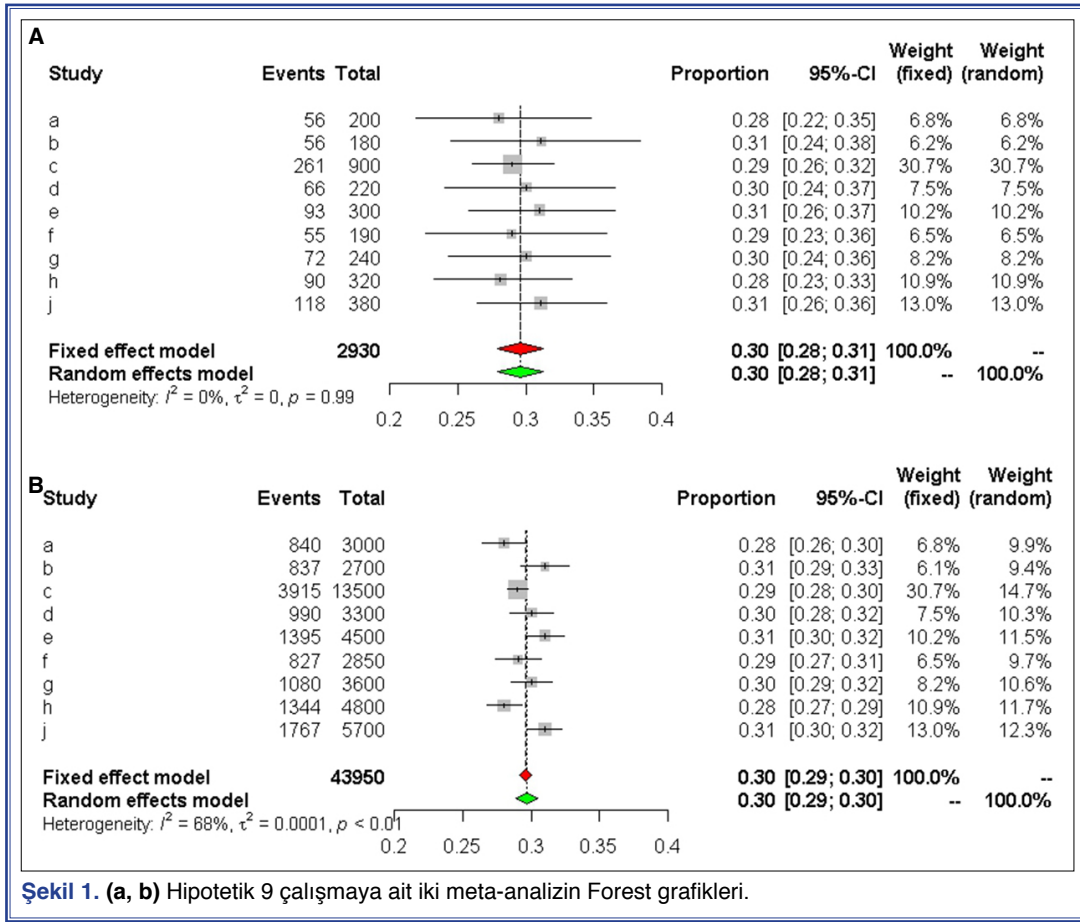 A
Weight Weight
Study Events Total Proportion 95%-CI (fixed) (random)
a 56 200 0.28 [0.22; 0.35] 6.8% 6.8%
b 56 180 0.31 [0.24; 0.38] 6.2% 6.2%
c 261 900 0.29 [0.26; 0.32] 30.7% 30.7%
d 66 220 0.30 [0.24; 0.37] 7.5% 7.5%
e 93 300 0.31 [0.26; 0.37] 10.2% 10.2%
f 55 190 0.29 [0.23; 0.36] 6.5% 6.5%
g 72 240 0.30 [0.24; 0.36] 8.2% 8.2%
h 90 320 0.28 [0.23; 0.33] 10.9% 10.9%
j 118 380 0.31 [0.26; 0.36] 13.0% 13.0%
Fixed effect model 2930 0.30 [0.28; 0.31] 100.0% --
Random effects model 0.30 [0.28; 0.31] -- 100.0%
Heterogeneity: I² = 0%, τ² = 0, p = 0.99
0.2 0.25 0.3 0.35 0.4
B
Weight Weight
Study Events Total Proportion 95%-CI (fixed) (random)
a 840 3000 0.28 [0.26; 0.30] 6.8% 9.9%
b 837 2700 0.31 [0.29; 0.33] 6.1% 9.4%
c 3915 13500 0.29 [0.28; 0.30] 30.7% 14.7%
d 990 3300 0.30 [0.28; 0.32] 7.5% 10.3%
e 1395 4500 0.31 [0.30; 0.32] 10.2% 11.5%
f 827 2850 0.29 [0.27; 0.31] 6.5% 9.7%
g 1080 3600 0.30 [0.29; 0.32] 8.2% 10.6%
h 1344 4800 0.28 [0.27; 0.29] 10.9% 11.7%
j 1767 5700 0.31 [0.30; 0.32] 13.0% 12.3%
Fixed effect model 43950 0.30 [0.29; 0.30] 100.0% --
Random effects model 0.30 [0.29; 0.30] -- 100.0%
Heterogeneity: I² = 68%, τ² = 0.0001, p < 0.01
0.2 0.25 0.3 0.35 0.4
Şekil 1. (a, b) Hipotetik 9 çalışmaya ait iki meta-analizin Forest grafikleri.